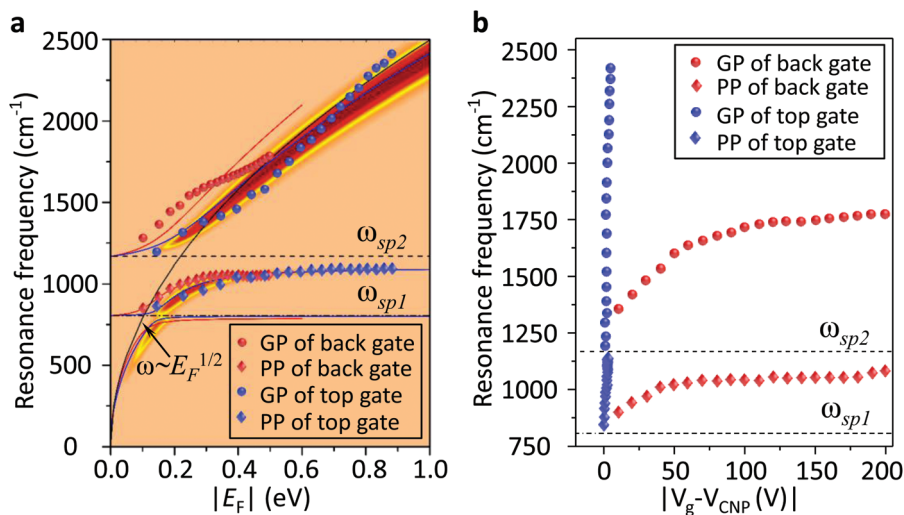 a
2500
2000
1500
1000
500
0
0.0 0.2 0.4 0.6 0.8 1.0
Resonance frequency (cm⁻¹)
|E_F| (eV)
ω_sp2
ω_sp1
ω~E_F^1/2
GP of back gate
PP of back gate
GP of top gate
PP of top gate
b
2500
2250
2000
1750
1500
1250
1000
750
0 50 100 150 200
Resonance frequency (cm⁻¹)
|V_g-V_CNP (V)|
GP of back gate
PP of back gate
GP of top gate
PP of top gate
ω_sp2
ω_sp1